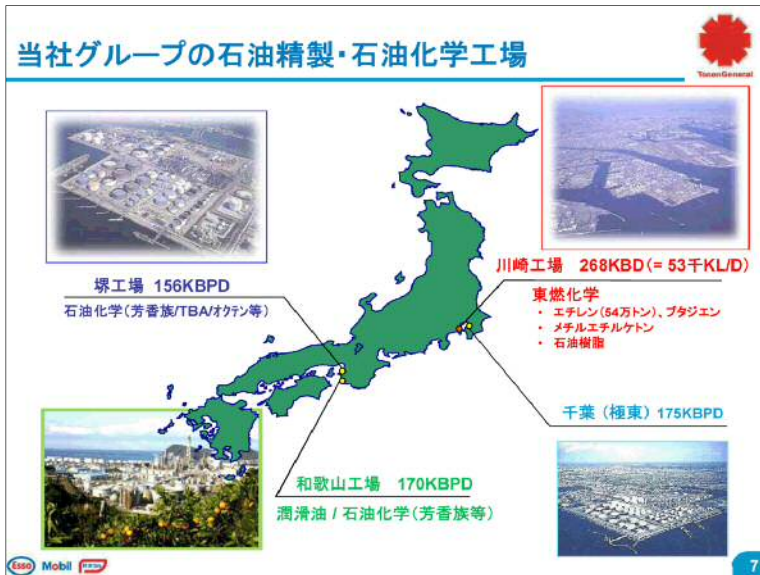 当社グループの石油精製・石油化学工場
TonenGeneral
堺工場 156KBPD
石油化学(芳香族/TBA/オクテン等)
川崎工場 268KBD(= 53千KL/D)
東燃化学
・ エチレン(54万トン)、ブタジエン
・ メチルエチルケトン
・ 石油樹脂
千葉 (極東) 175KBPD
和歌山工場 170KBPD
潤滑油 / 石油化学(芳香族等)
Esso Mobil
7